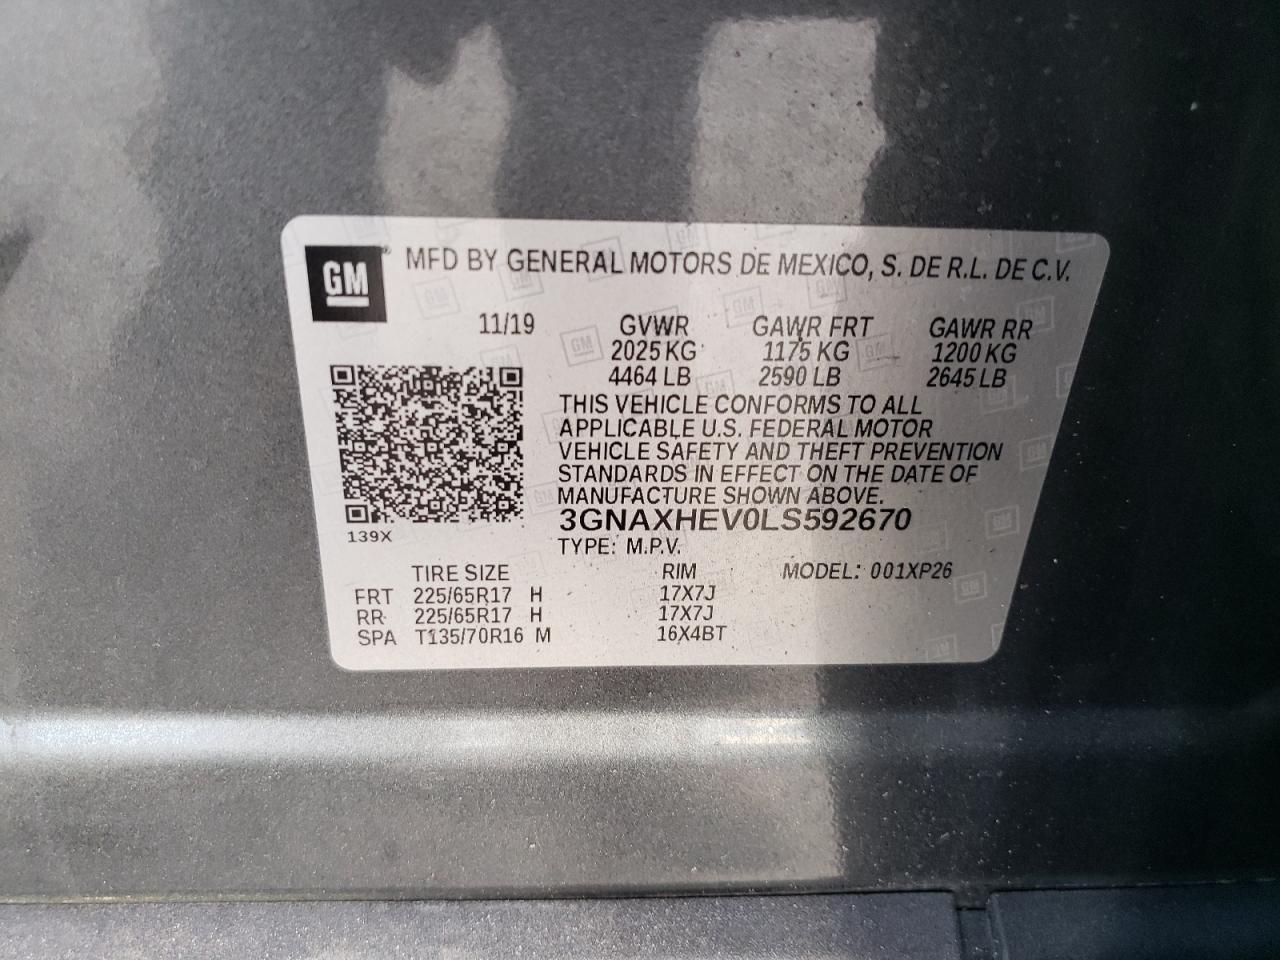 GM® MFD BY GENERAL MOTORS DE MEXICO, S. DE R.L. DE C.V.
11/19 GVWR GAWR FRT GAWR RR
2025 KG 1175 KG 1200 KG
4464 LB 2590 LB 2645 LB
THIS VEHICLE CONFORMS TO ALL
APPLICABLE U.S. FEDERAL MOTOR
VEHICLE SAFETY AND THEFT PREVENTION
STANDARDS IN EFFECT ON THE DATE OF
MANUFACTURE SHOWN ABOVE.
3GNAXHEV0LS592670
139X
TYPE: M.P.V.
TIRE SIZE RIM MODEL: 001XP26
FRT 225/65R17 H 17X7J
RR 225/65R17 H 17X7J
SPA T135/70R16 M 16X4BT